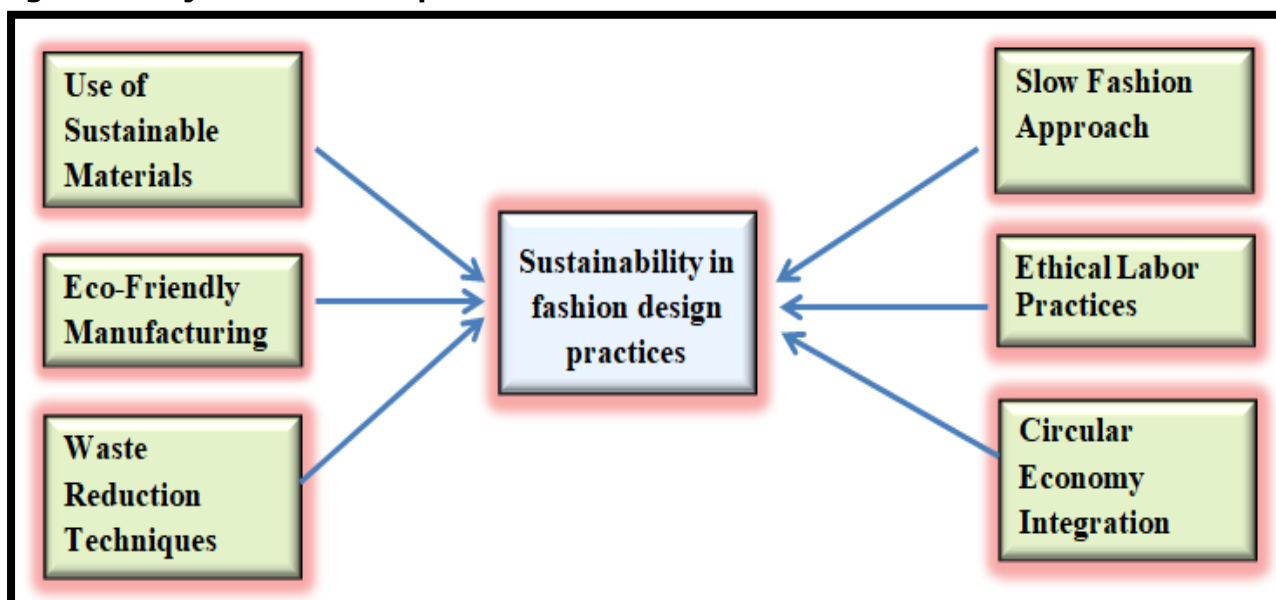 Use of
Sustainable
Materials
Eco-Friendly
Manufacturing
Waste
Reduction
Techniques
Sustainability in
fashion design
practices
Slow Fashion
Approach
Ethical Labor
Practices
Circular
Economy
Integration